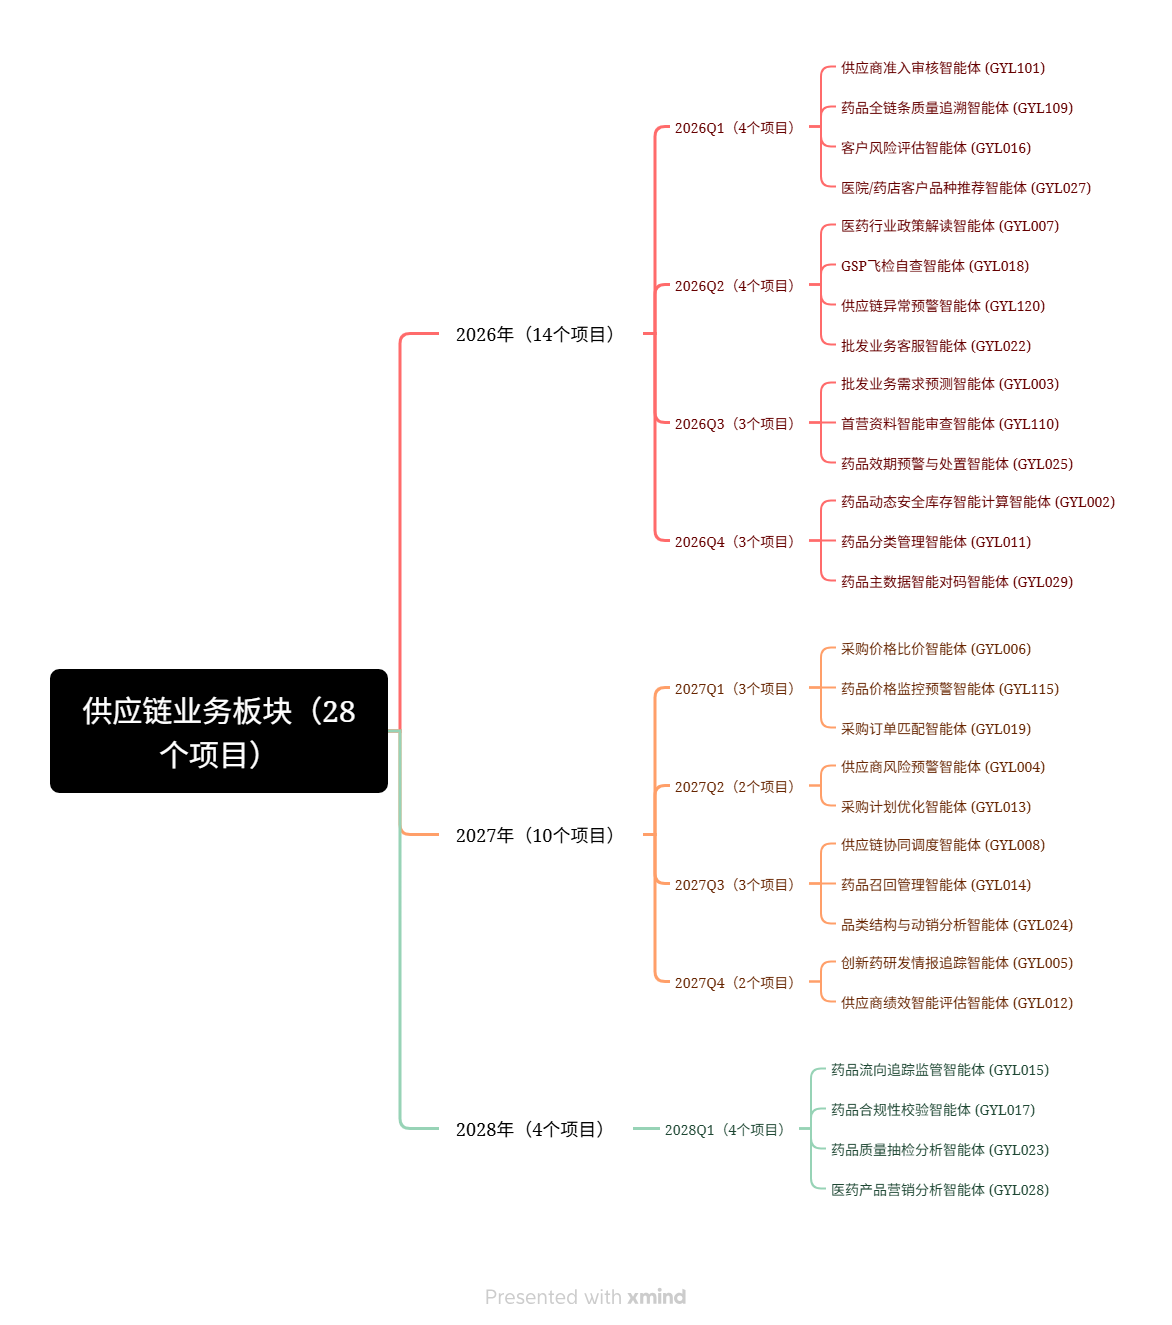 供应链业务板块（28
个项目）
2026年（14个项目）
2026Q1（4个项目）
供应商准入审核智能体 (GYL101)
药品全链条质量追溯智能体 (GYL109)
客户风险评估智能体 (GYL016)
医院/药店客户品种推荐智能体 (GYL027)
2026Q2（4个项目）
医药行业政策解读智能体 (GYL007)
GSP飞检自查智能体 (GYL018)
供应链异常预警智能体 (GYL120)
批发业务客服智能体 (GYL022)
2026Q3（3个项目）
批发业务需求预测智能体 (GYL003)
首营资料智能审查智能体 (GYL110)
药品效期预警与处置智能体 (GYL025)
2026Q4（3个项目）
药品动态安全库存智能计算智能体 (GYL002)
药品分类管理智能体 (GYL011)
药品主数据智能对码智能体 (GYL029)
2027年（10个项目）
2027Q1（3个项目）
采购价格比价智能体 (GYL006)
药品价格监控预警智能体 (GYL115)
采购订单匹配智能体 (GYL019)
2027Q2（2个项目）
供应商风险预警智能体 (GYL004)
采购计划优化智能体 (GYL013)
2027Q3（3个项目）
供应链协同调度智能体 (GYL008)
药品召回管理智能体 (GYL014)
品类结构与动销分析智能体 (GYL024)
2027Q4（2个项目）
创新药研发情报追踪智能体 (GYL005)
供应商绩效智能评估智能体 (GYL012)
2028年（4个项目）
2028Q1（4个项目）
药品流向追踪监管智能体 (GYL015)
药品合规性校验智能体 (GYL017)
药品质量抽检分析智能体 (GYL023)
医药产品营销分析智能体 (GYL028)
Presented with xmind